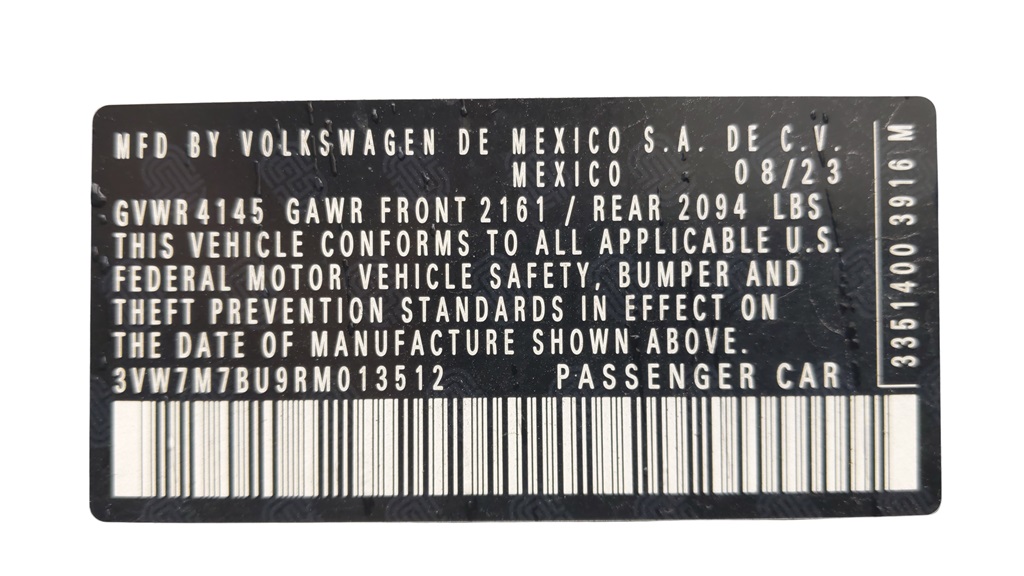 MFD BY VOLKSWAGEN DE MEXICO S.A. DE C.V.
MEXICO 08/23
GVWR 4145 GAWR FRONT 2161 / REAR 2094 LBS
THIS VEHICLE CONFORMS TO ALL APPLICABLE U.S.
FEDERAL MOTOR VEHICLE SAFETY, BUMPER AND
THEFT PREVENTION STANDARDS IN EFFECT ON
THE DATE OF MANUFACTURE SHOWN ABOVE.
3VW7M7BU9RM013512 PASSENGER CAR
3351400 3916 M